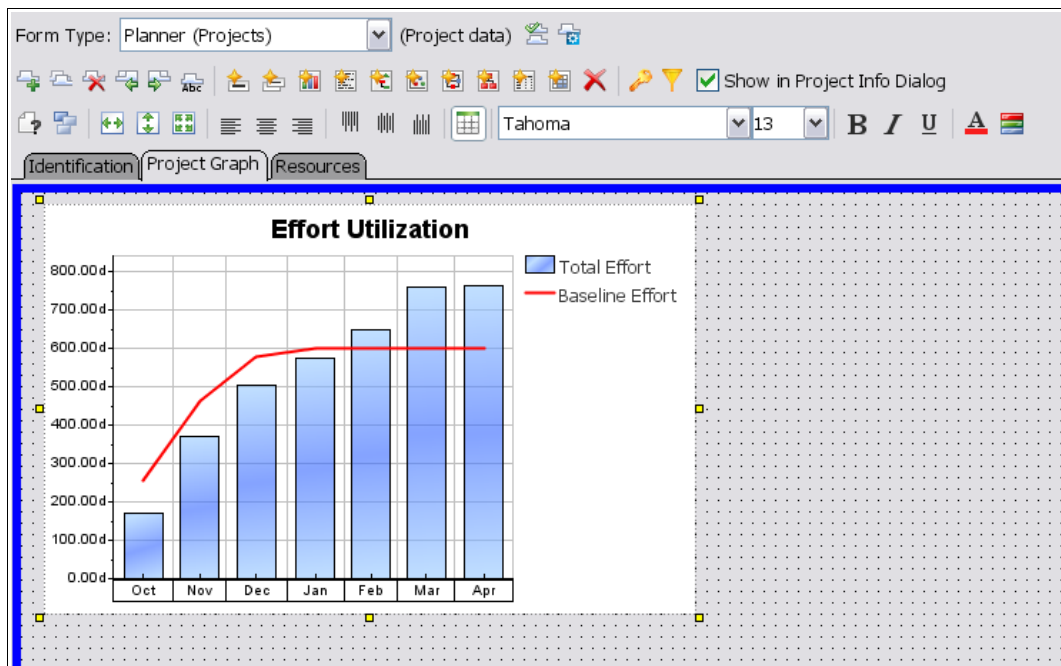 Form Type: Planner (Projects) (Project data)
Abc Show in Project Info Dialog
? Tahoma 13 B I U A
Identification Project Graph Resources
Effort Utilization
800.00d
700.00d
600.00d
500.00d
400.00d
300.00d
200.00d
100.00d
0.00d
Oct Nov Dec Jan Feb Mar Apr
Total Effort
Baseline Effort